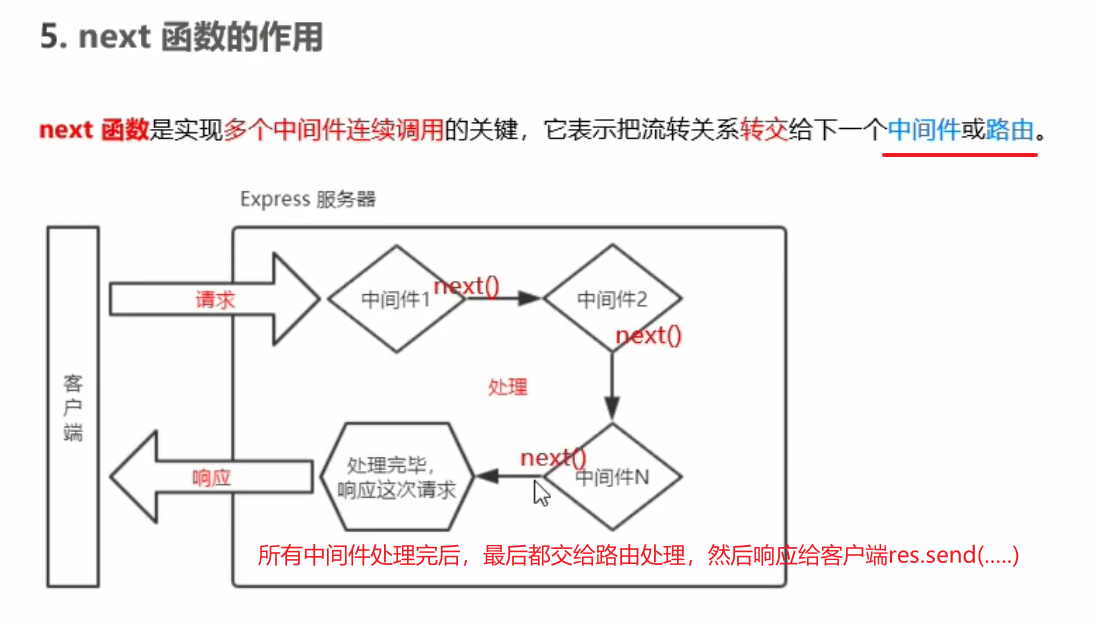 5. next 函数的作用
next 函数是实现多个中间件连续调用的关键，它表示把流转关系转交给下一个中间件或路由。
Express 服务器
客户端
请求
中间件1
next()
中间件2
next()
处理
next()
中间件N
处理完毕，
响应这次请求
响应
所有中间件处理完后，最后都交给路由处理，然后响应给客户端res.send(.....)